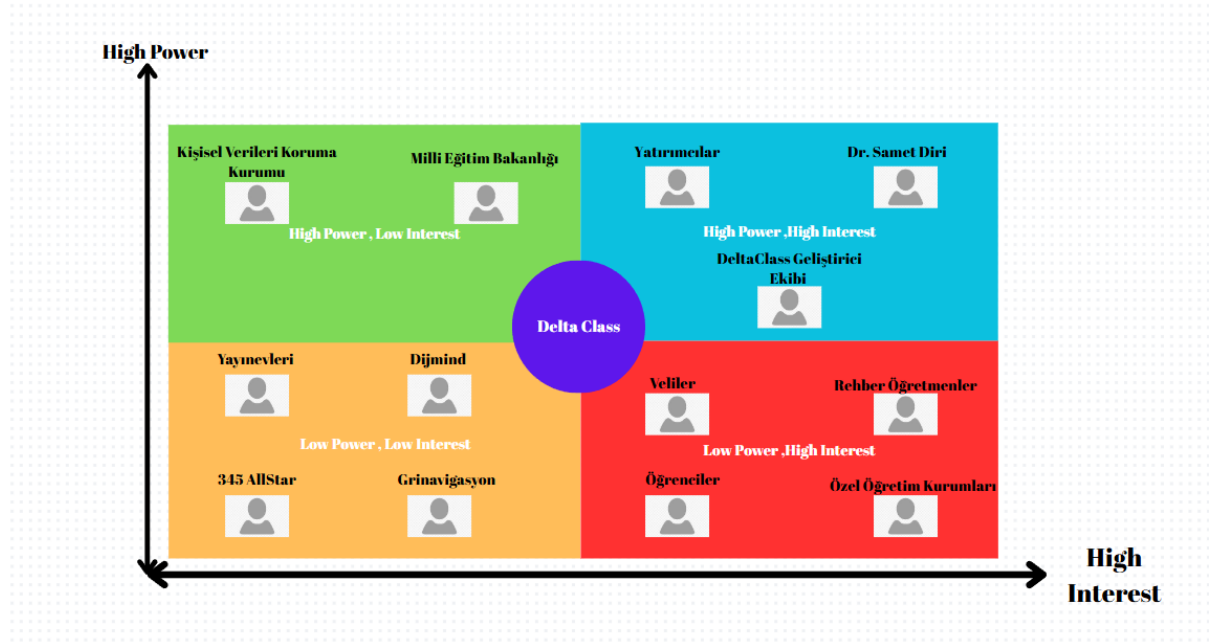 High Power
Kişisel Verileri Koruma
Kurumu
Milli Eğitim Bakanlığı
High Power , Low Interest
Yatırımcılar
Dr. Samet Diri
High Power ,High Interest
DeltaClass Geliştirici
Ekibi
Delta Class
Yayınevleri
Dijmind
Low Power , Low Interest
345 AllStar
Grinavigasyon
Veliler
Rehber Öğretmenler
Low Power ,High Interest
Öğrenciler
Özel Öğretim Kurumları
High
Interest